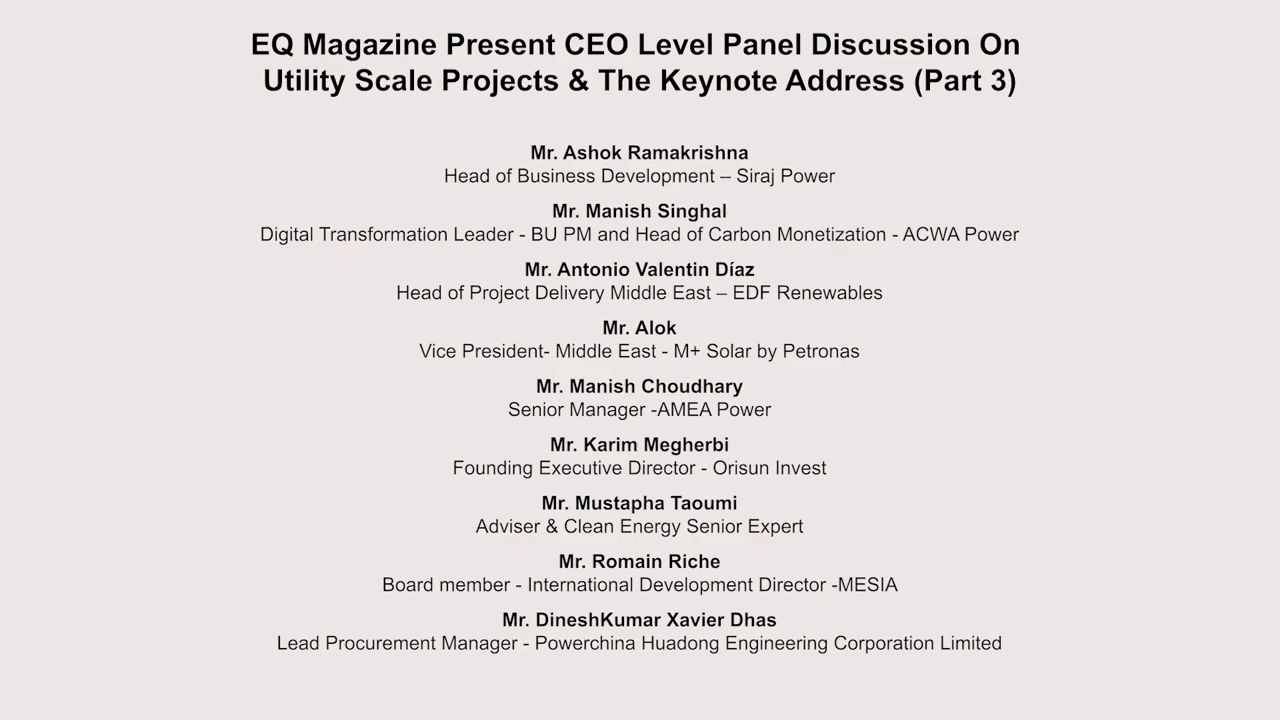 EQ Magazine Present CEO Level Panel Discussion On
Utility Scale Projects & The Keynote Address (Part 3)
Mr. Ashok Ramakrishna
Head of Business Development – Siraj Power
Mr. Manish Singhal
Digital Transformation Leader - BU PM and Head of Carbon Monetization - ACWA Power
Mr. Antonio Valentin Díaz
Head of Project Delivery Middle East – EDF Renewables
Mr. Alok
Vice President- Middle East - M+ Solar by Petronas
Mr. Manish Choudhary
Senior Manager -AMEA Power
Mr. Karim Megherbi
Founding Executive Director - Orisun Invest
Mr. Mustapha Taoumi
Adviser & Clean Energy Senior Expert
Mr. Romain Riche
Board member - International Development Director -MESIA
Mr. DineshKumar Xavier Dhas
Lead Procurement Manager - Powerchina Huadong Engineering Corporation Limited